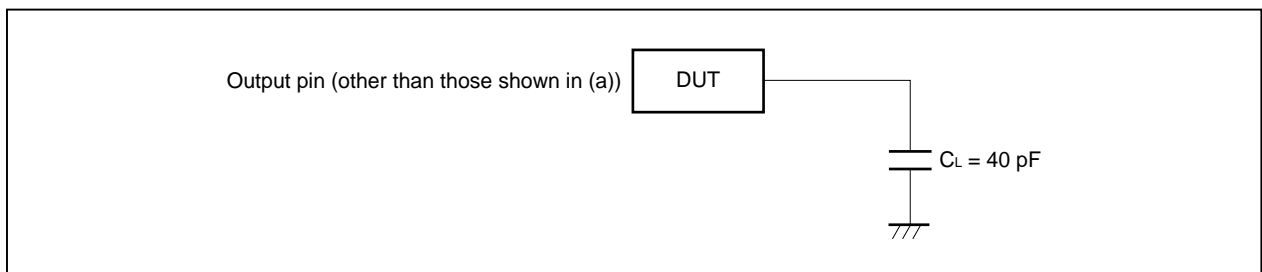 Output pin (other than those shown in (a))
DUT
CL = 40 pF